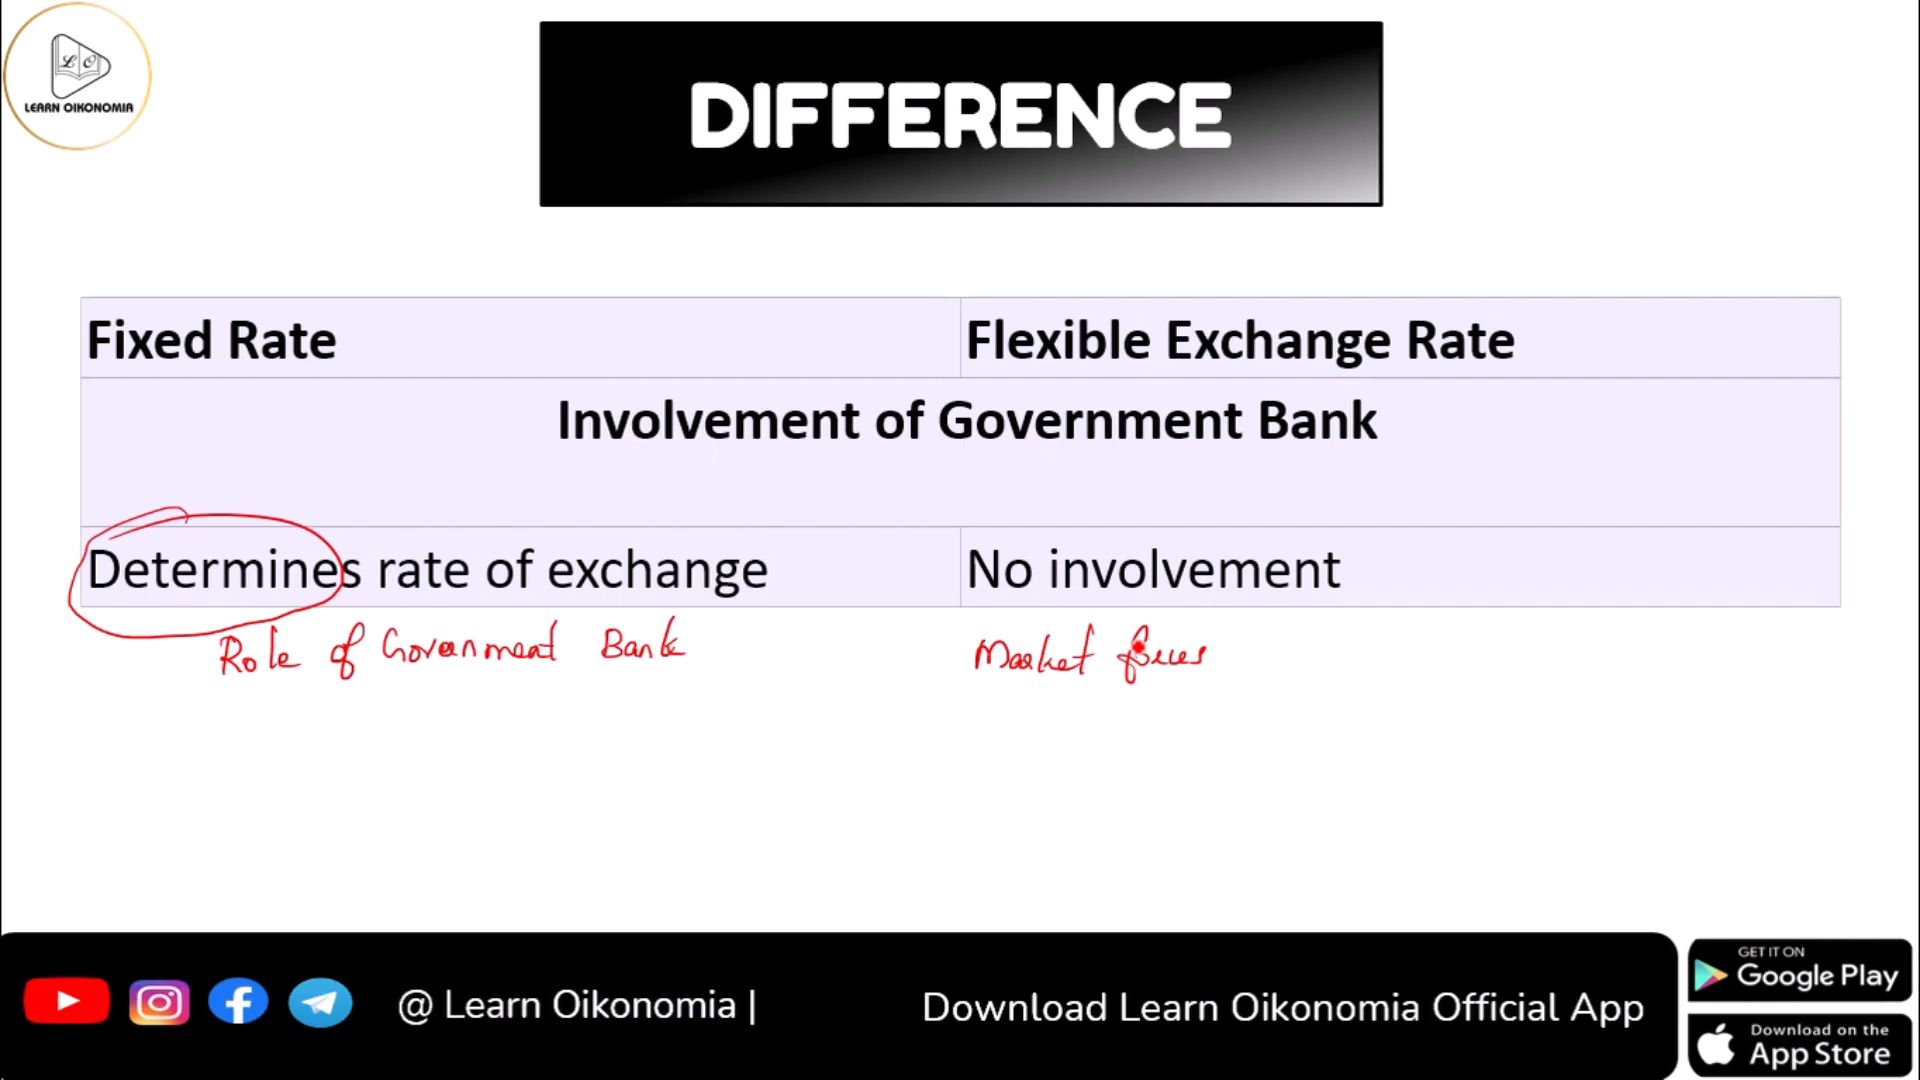 L O
LEARN OIKONOMIA
DIFFERENCE
Fixed Rate
Flexible Exchange Rate
Involvement of Government Bank
Determines rate of exchange
No involvement
Role of Government Bank
Market forces
@ Learn Oikonomia |
Download Learn Oikonomia Official App
GET IT ON
Google Play
Download on the
App Store